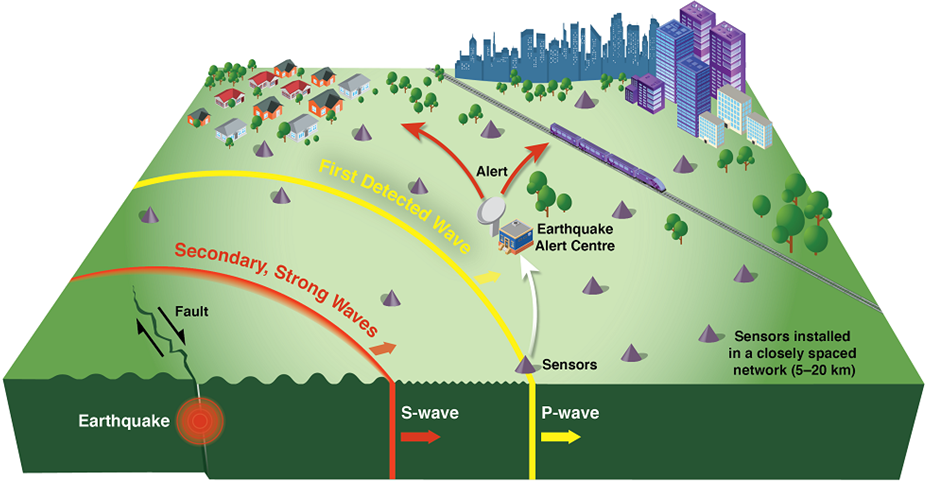 Alert
First Detected Wave
Earthquake
Alert Centre
Secondary, Strong Waves
Fault
Sensors
Sensors installed
in a closely spaced
network (5–20 km)
Earthquake
S-wave
P-wave